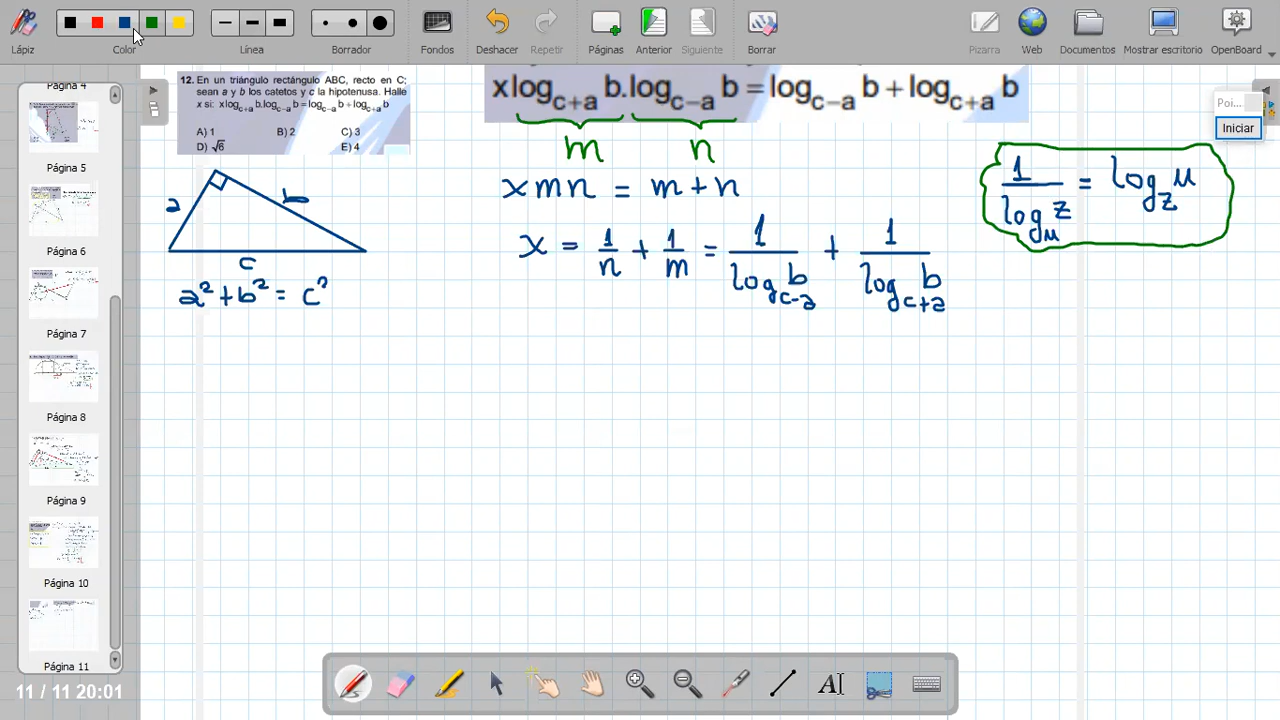 Lápiz
Color
Línea
Borrador
Fondos
Deshacer
Repetir
Páginas
Anterior
Siguiente
Borrar
Pizarra
Web
Documentos
Mostrar escritorio
OpenBoard
Página 4
Página 5
Página 6
Página 7
Página 8
Página 9
Página 10
Página 11
11 / 11 20:01
12. En un triángulo rectángulo ABC, recto en C;
sean a y b los catetos y c la hipotenusa. Halle
x si: xlog_{c+a} b.log_{c−a} b = log_{c−a} b + log_{c+a} b
A) 1 B) 2 C) 3
D) √6 E) 4
xlog_{c+a} b. log_{c−a} b = log_{c−a} b + log_{c+a} b
m n
x m n = m + n
x = 1/n + 1/m = 1/log_{c-a} b + 1/log_{c+a} b
1/log_μ z = log_z μ
a b
c
a² + b² = c²
Poi...
Iniciar